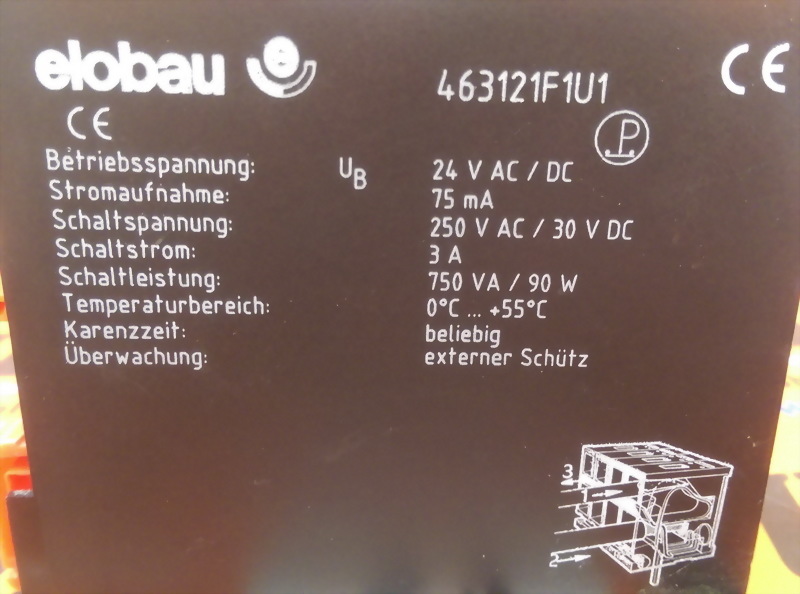 elobau e 463121F1U1 CE
CE P
Betriebsspannung: UB 24 V AC / DC
Stromaufnahme: 75 mA
Schaltspannung: 250 V AC / 30 V DC
Schaltstrom: 3 A
Schaltleistung: 750 VA / 90 W
Temperaturbereich: 0°C ... +55°C
Karenzzeit: beliebig
Überwachung: externer Schütz
3
1
2